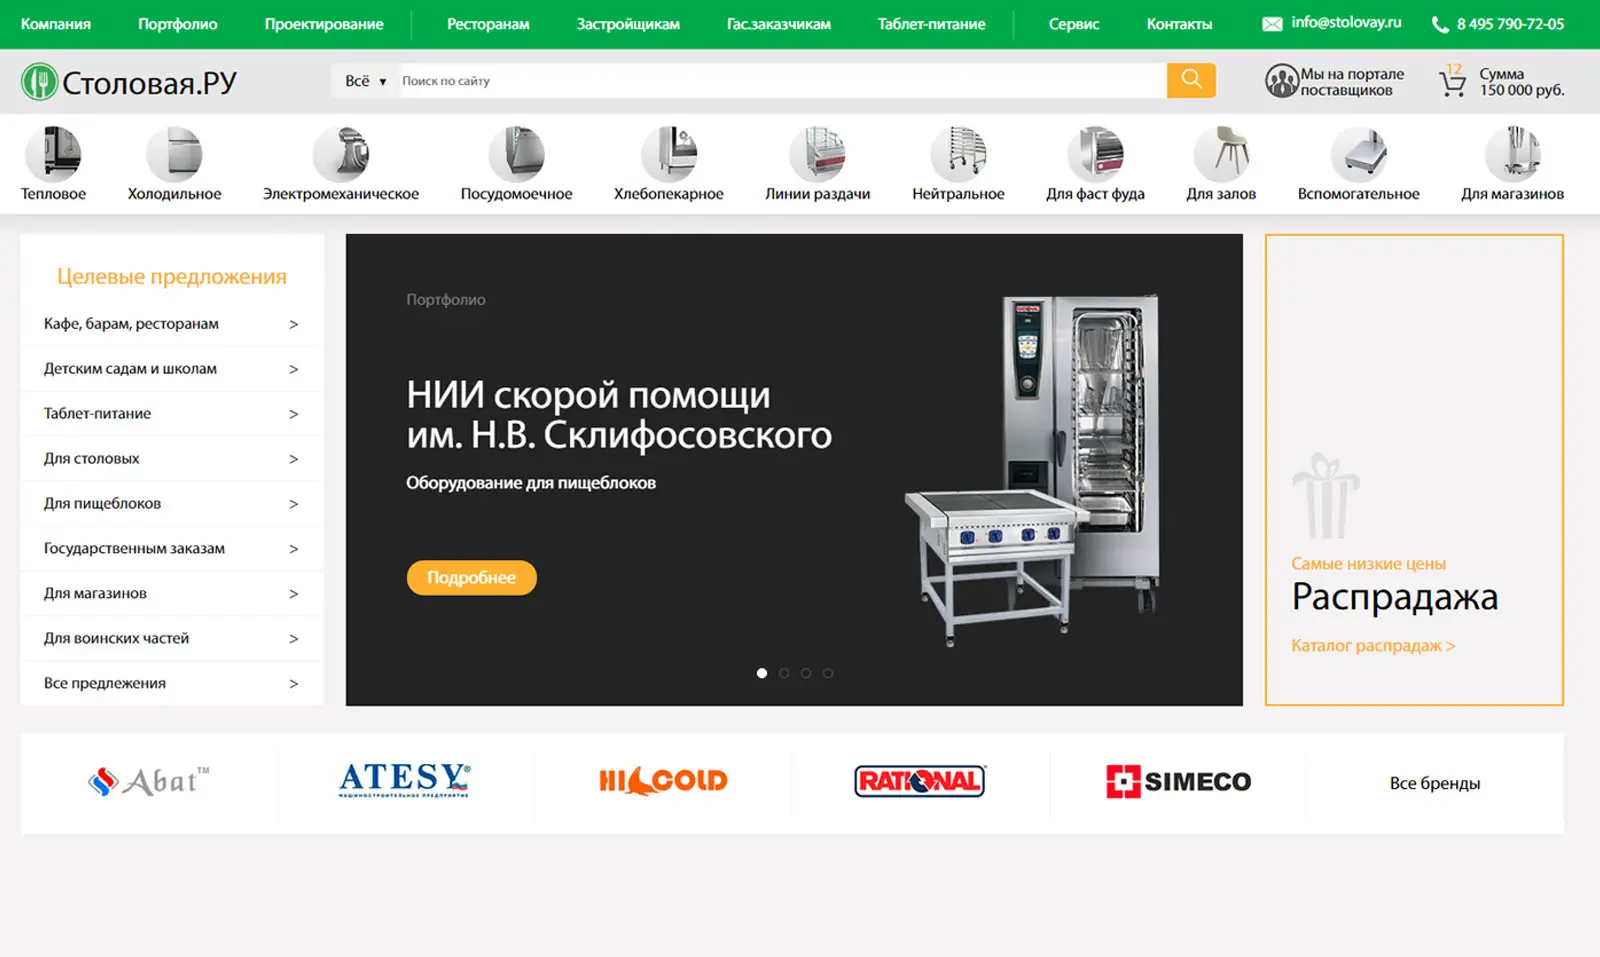 Компания
Портфолио
Проектирование
Ресторанам
Застройщикам
Гас.заказчикам
Таблет-питание
Сервис
Контакты
info@stolovay.ru
8 495 790-72-05
Столовая.РУ
Всё ▼
Поиск по сайту
Мы на портале
поставщиков
12
Сумма
150 000 руб.
Тепловое
Холодильное
Электромеханическое
Посудомоечное
Хлебопекарное
Линии раздачи
Нейтральное
Для фаст фуда
Для залов
Вспомогательное
Для магазинов
Целевые предложения
Кафе, барам, ресторанам >
Детским садам и школам >
Таблет-питание >
Для столовых >
Для пищеблоков >
Государственным заказам >
Для магазинов >
Для воинских частей >
Все предлежения >
Портфолио
НИИ скорой помощи
им. Н.В. Склифосовского
Оборудование для пищеблоков
Подробнее
RATIONAL
Самые низкие цены
Распрадажа
Каталог распрадаж >
Abat™
ATESY®
МАШИНОСТРОИТЕЛЬНОЕ ПРЕДПРИЯТИЕ
HICOLD
RATIONAL
SIMECO
Все бренды